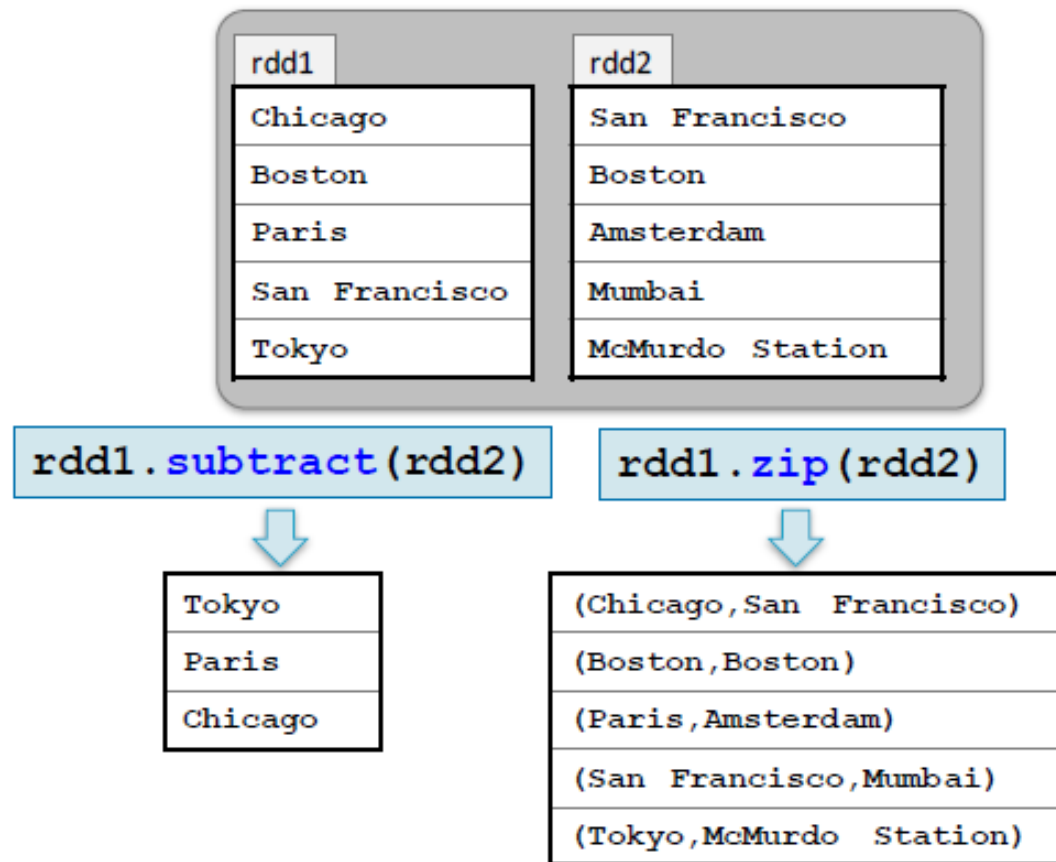 rdd1
Chicago
Boston
Paris
San Francisco
Tokyo
rdd2
San Francisco
Boston
Amsterdam
Mumbai
McMurdo Station
rdd1.subtract(rdd2)
Tokyo
Paris
Chicago
rdd1.zip(rdd2)
(Chicago,San Francisco)
(Boston,Boston)
(Paris,Amsterdam)
(San Francisco,Mumbai)
(Tokyo,McMurdo Station)